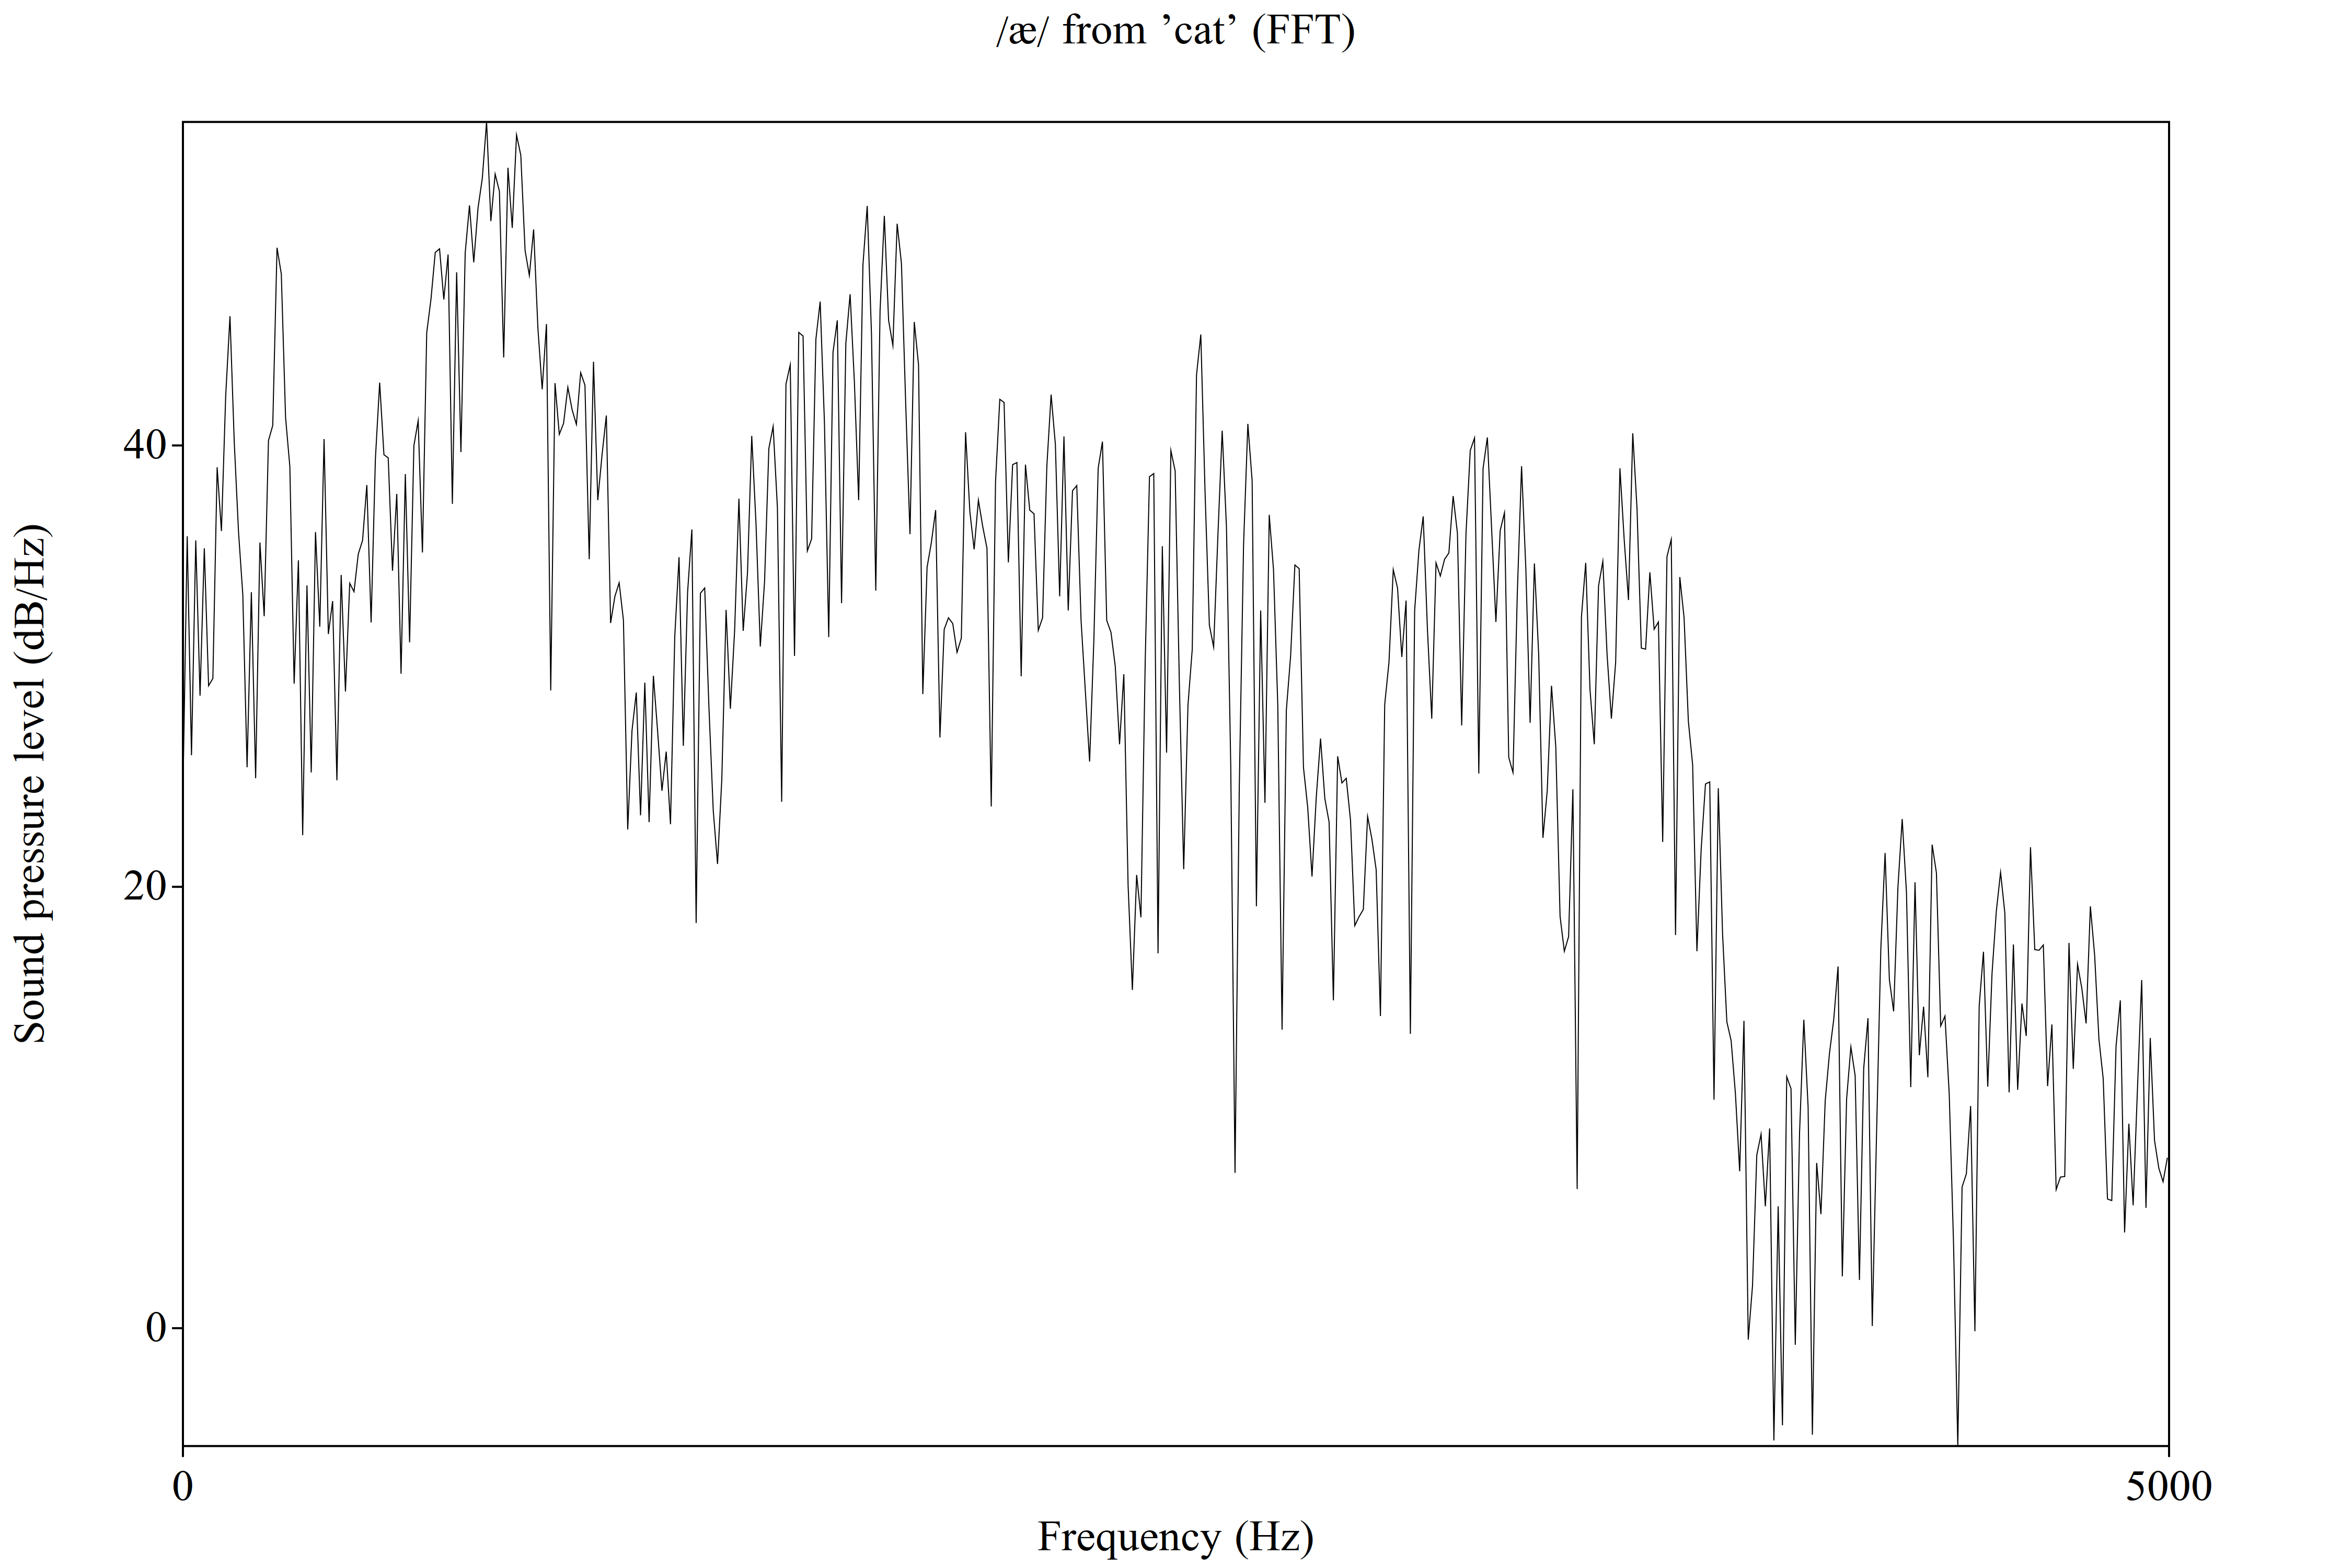 /æ/ from ’cat’ (FFT)
Sound pressure level (dB/Hz)
40
20
0
0
5000
Frequency (Hz)